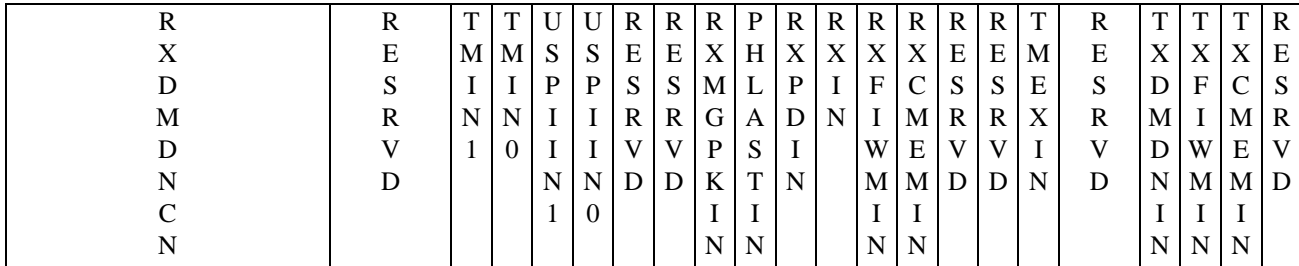 RXDMDNCN
RESRVD
TMIN1
TMIN0
USPIIN1
USPIIN0
RESRVD
RESRVD
RXMGPKIN
PHLASTIN
RXPDIN
RXIN
RXFIWMIN
RXCMEMIN
RESRVD
RESRVD
TMEXIN
RESRVD
TXDMDNIN
TXFIWMIN
TXCMEMIN
RESRVD